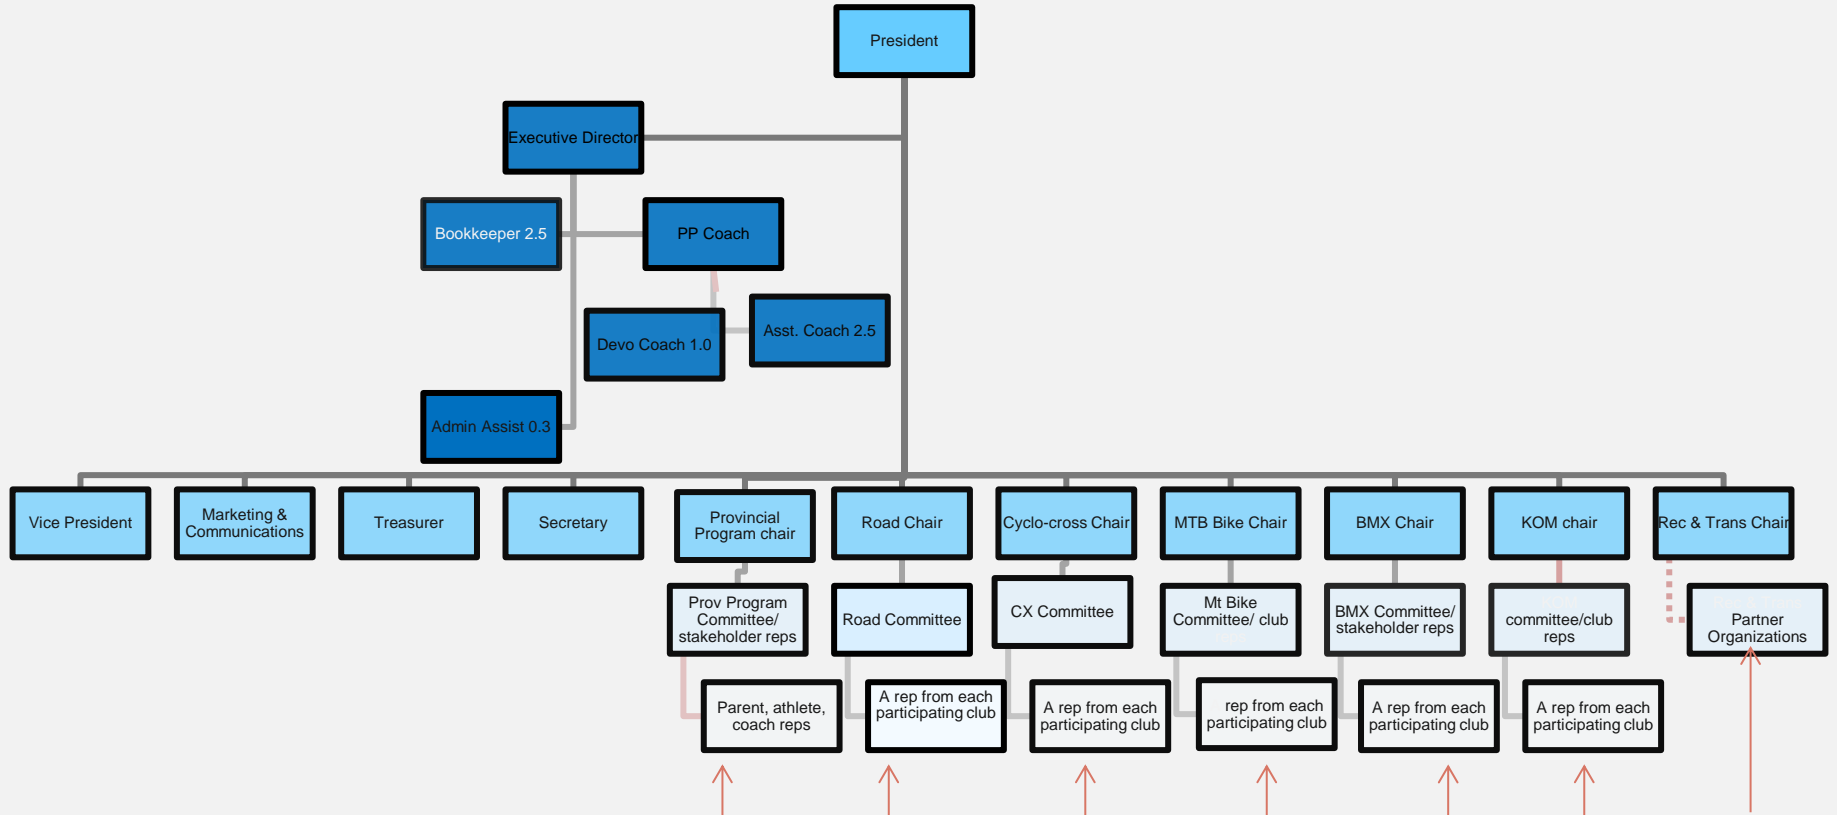 President
Executive Director
Bookkeeper 2.5
PP Coach
Devo Coach 1.0
Asst. Coach 2.5
Admin Assist 0.3
Vice President
Marketing &
Communications
Treasurer
Secretary
Provincial
Program chair
Road Chair
Cyclo-cross Chair
MTB Bike Chair
BMX Chair
KOM chair
Rec & Trans Chair
Prov Program
Committee/
stakeholder reps
Road Committee
CX Committee
Mt Bike
Committee/ club
BMX Committee/
stakeholder reps
committee/club
reps
Partner
Organizations
Parent, athlete,
coach reps
A rep from each
participating club
A rep from each
participating club
rep from each
participating club
A rep from each
participating club
A rep from each
participating club